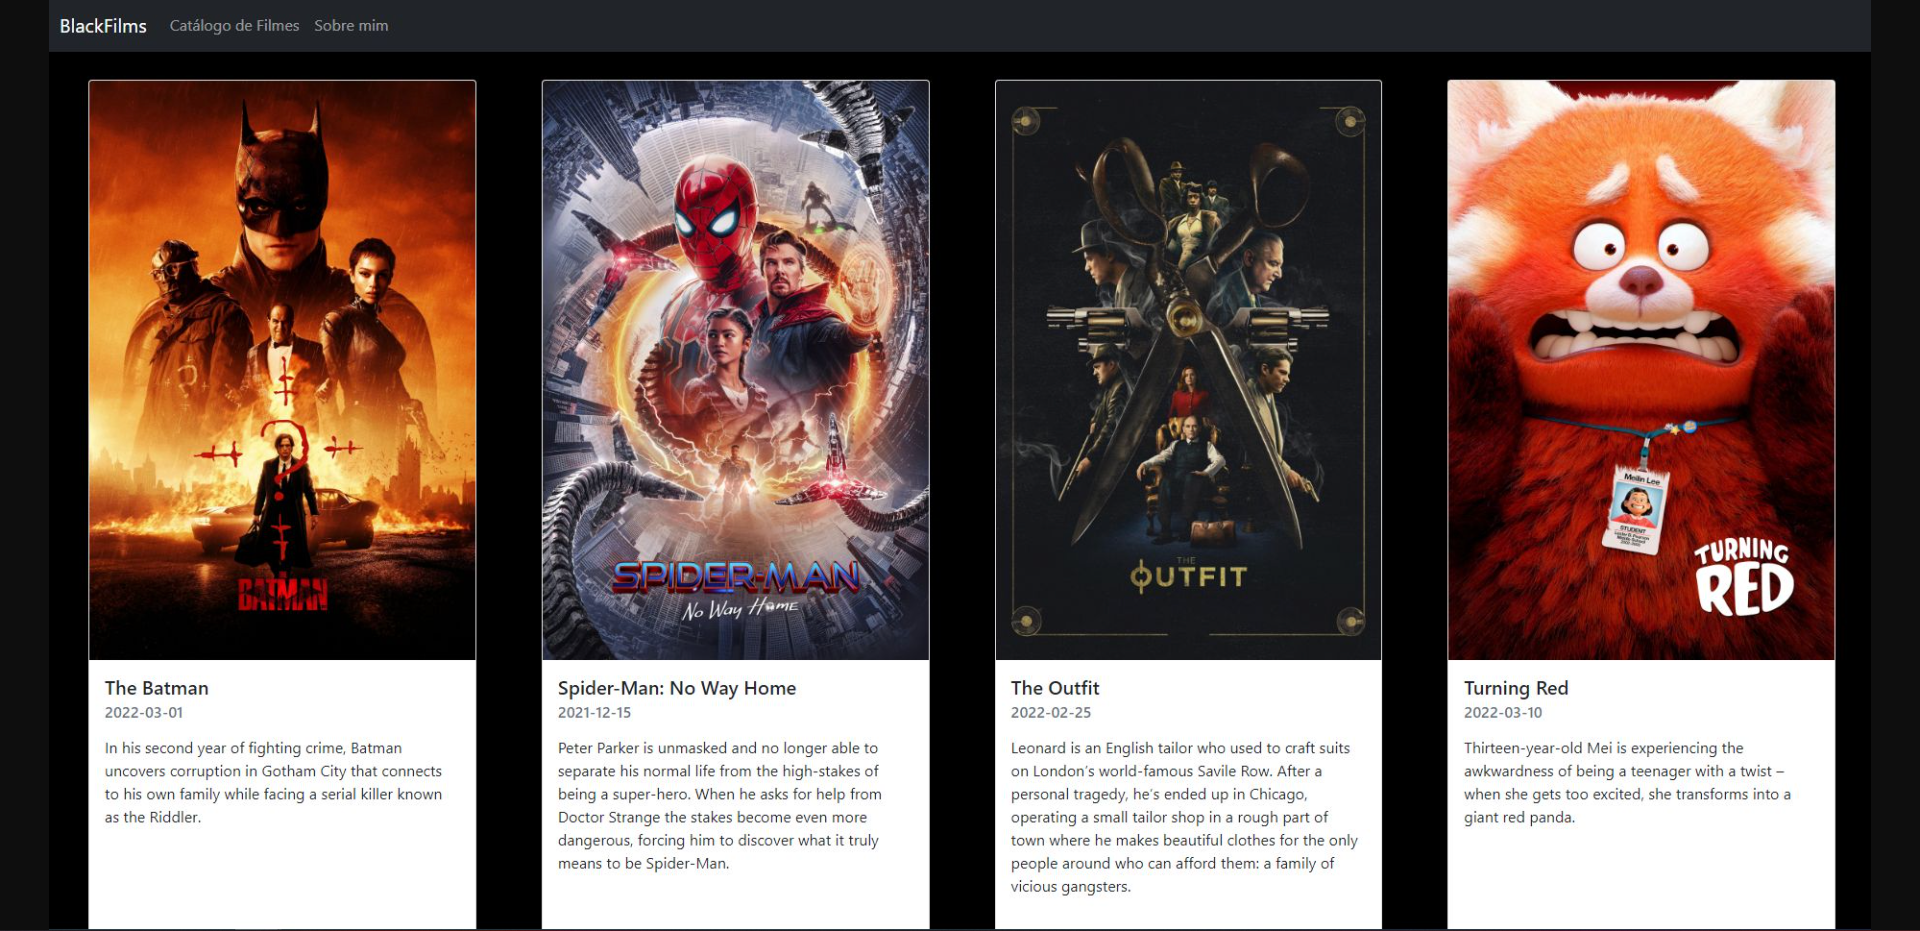 BlackFilms Catálogo de Filmes Sobre mim
BATMAN
SPIDER-MAN
No Way Home
THE
OUTFIT
Meilin Lee
STUDENT
TURNING
RED
The Batman
2022-03-01
In his second year of fighting crime, Batman
uncovers corruption in Gotham City that connects
to his own family while facing a serial killer known
as the Riddler.
Spider-Man: No Way Home
2021-12-15
Peter Parker is unmasked and no longer able to
separate his normal life from the high-stakes of
being a super-hero. When he asks for help from
Doctor Strange the stakes become even more
dangerous, forcing him to discover what it truly
means to be Spider-Man.
The Outfit
2022-02-25
Leonard is an English tailor who used to craft suits
on London’s world-famous Savile Row. After a
personal tragedy, he’s ended up in Chicago,
operating a small tailor shop in a rough part of
town where he makes beautiful clothes for the only
people around who can afford them: a family of
vicious gangsters.
Turning Red
2022-03-10
Thirteen-year-old Mei is experiencing the
awkwardness of being a teenager with a twist –
when she gets too excited, she transforms into a
giant red panda.